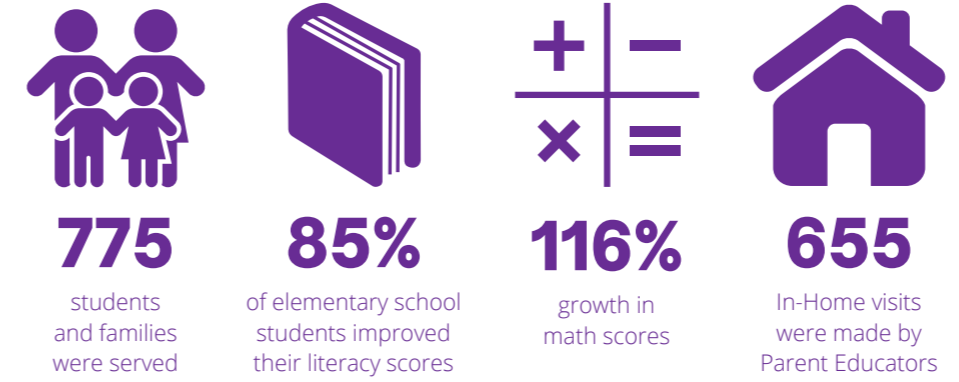 775
students
and families
were served
85%
of elementary school
students improved
their literacy scores
116%
growth in
math scores
655
In-Home visits
were made by
Parent Educators